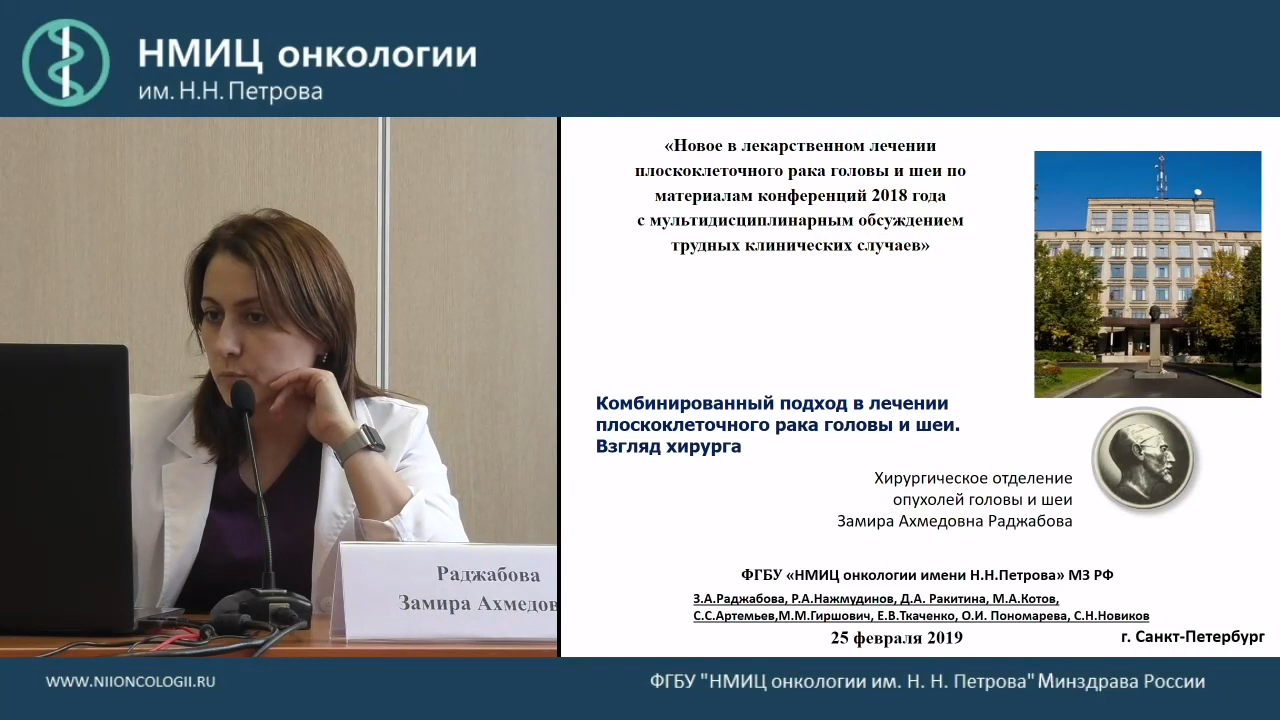 НМИЦ онкологии
им. Н.Н. Петрова
«Новое в лекарственном лечении
плоскоклеточного рака головы и шеи по
материалам конференций 2018 года
с мультидисциплинарным обсуждением
трудных клинических случаев»
Комбинированный подход в лечении
плоскоклеточного рака головы и шеи.
Взгляд хирурга
Хирургическое отделение
опухолей головы и шеи
Замира Ахмедовна Раджабова
ФГБУ «НМИЦ онкологии имени Н.Н.Петрова» МЗ РФ
З.А.Раджабова, Р.А.Нажмудинов, Д.А. Ракитина, М.А.Котов,
С.С.Артемьев,М.М.Гиршович, Е.В.Ткаченко, О.И. Пономарева, С.Н.Новиков
25 февраля 2019
г. Санкт-Петербург
Раджабова
Замира Ахмедов
WWW.NIIONCOLOGII.RU
ФГБУ "НМИЦ онкологии им. Н. Н. Петрова" Минздрава России